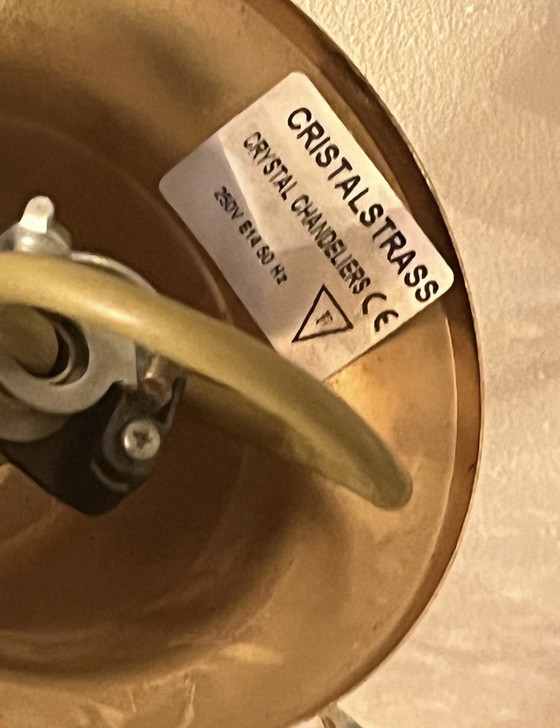 CRISTALSTRASS
CRYSTAL CHANDELIERS CE
250V E14 50 Hz
F